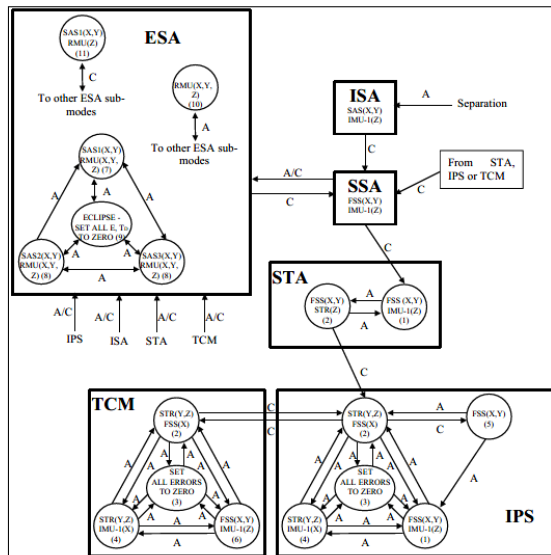 ESA
SAS1(X,Y)
RMU(Z)
(11)
C
To other ESA sub-
modes
RMU(X,Y,
Z)
(10)
A
To other ESA sub-
modes
SAS1(X,Y)
RMU(X,Y,
Z) (7)
A
A
A
ECLIPSE -
SET ALL E, TD
TO ZERO (9)
A
A
SAS2(X,Y)
RMU(X,Y,
Z) (8)
SAS3(X,Y)
RMU(X,Y,
Z) (8)
A
A/C
A/C
A/C
A/C
IPS
ISA
STA
TCM
ISA
SAS(X,Y)
IMU-1(Z)
A
Separation
C
A/C
C
SSA
FSS(X,Y)
IMU-1(Z)
C
From STA,
IPS or TCM
C
STA
FSS(X,Y)
STR(Z)
(2)
A
A
FSS (X,Y)
IMU-1(Z)
(1)
C
TCM
STR(Y,Z)
FSS(X)
(2)
C
C
A
A
A
A
A
A
SET
ALL ERRORS
TO ZERO
(3)
A
A
A
A
STR(Y,Z)
IMU-1(X)
(4)
A
A
FSS(X,Y)
IMU-1(Z)
(6)
STR(Y,Z)
FSS(X)
(2)
A
C
FSS(X,Y)
(5)
A
A
A
A
A
A
A
SET
ALL ERRORS
TO ZERO
(3)
A
A
A
A
STR(Y,Z)
IMU-1(X)
(4)
A
A
FSS(X,Y)
IMU-1(Z)
(1)
IPS